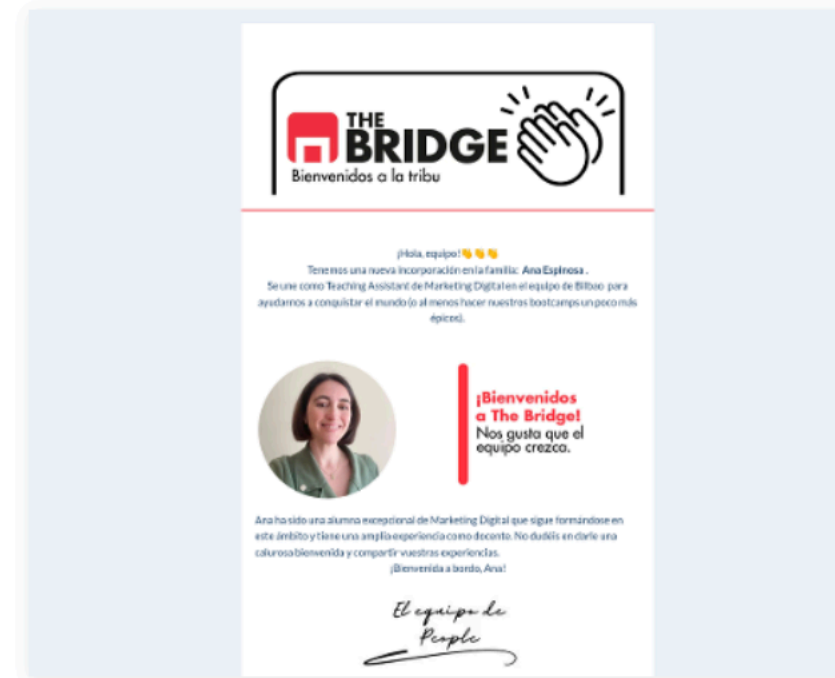 THE
BRIDGE
Bienvenidos a la tribu
¡Hola, equipo!👏👏👏
Tenemos una nueva incorporación en la familia: Ana Espinosa .
Se une como Teaching Assistant de Marketing Digital en el equipo de Bilbao para
ayudarnos a conquistar el mundo (o al menos hacer nuestros bootcamps un poco más
épicos).
¡Bienvenidos
a The Bridge!
Nos gusta que el
equipo crezca.
Ana ha sido una alumna excepcional de Marketing Digital que sigue formándose en
este ámbito y tiene una amplia experiencia como docente. No dudéis en darle una
calurosa bienvenida y compartir vuestras experiencias.
¡Bienvenida a bordo, Ana!
El equipo de
People